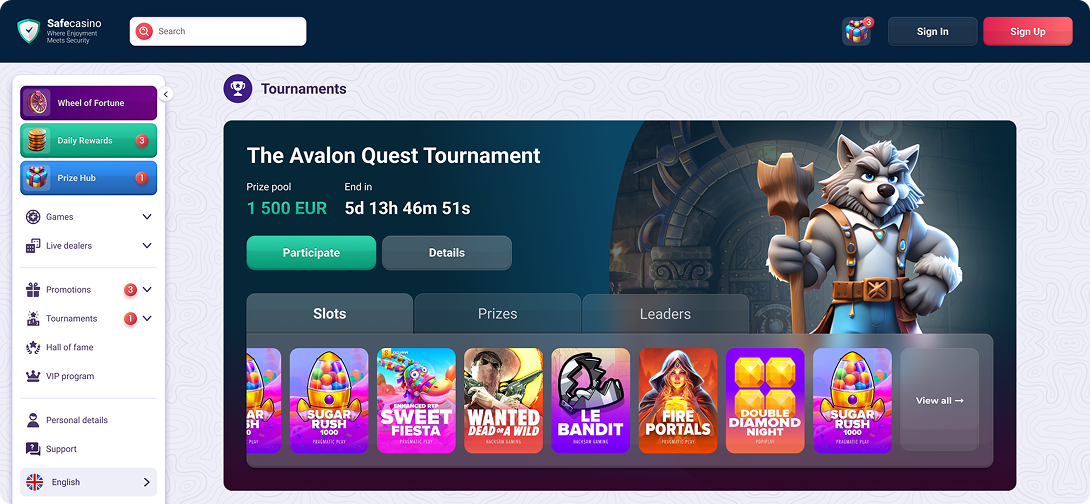 Safecasino
Where Enjoyment
Meets Security
Search
3
Sign In
Sign Up
Wheel of Fortune
Daily Rewards
3
Prize Hub
1
Games
Live dealers
Promotions
3
Tournaments
1
Hall of fame
VIP program
Personal details
Support
English
Tournaments
The Avalon Quest Tournament
Prize pool
End in
1 500 EUR
5d 13h 46m 51s
Participate
Details
Slots
Prizes
Leaders
SUGAR
RUSH
1000
PRAGMATIC PLAY
ENHANCED RTP
SWEET
FIESTA
PRAGMATIC PLAY
WANTED
DEAD OR A WILD
HACKSAW GAMING
LE
BANDIT
HACKSAW GAMING
FIRE
PORTALS
PRAGMATIC PLAY
DOUBLE
DIAMOND
NIGHT
POPIPLAY
SUGAR
RUSH
1000
PRAGMATIC PLAY
View all →